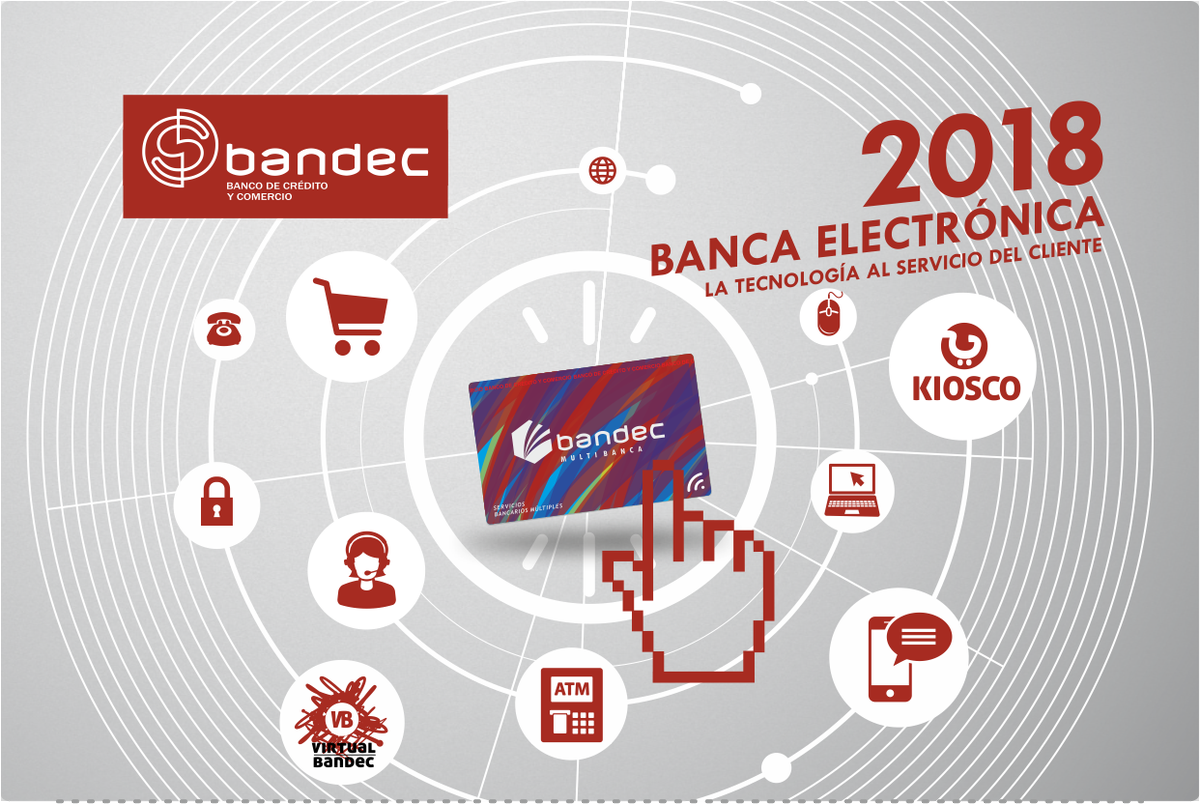 bandec
BANCO DE CRÉDITO
Y COMERCIO
2018
BANCA ELECTRÓNICA
LA TECNOLOGÍA AL SERVICIO DEL CLIENTE
KIOSCO
bandec
MULTIBANCA
SERVICIOS
BANCARIOS MÚLTIPLES
ATM
VB
VIRTUAL
BANDEC